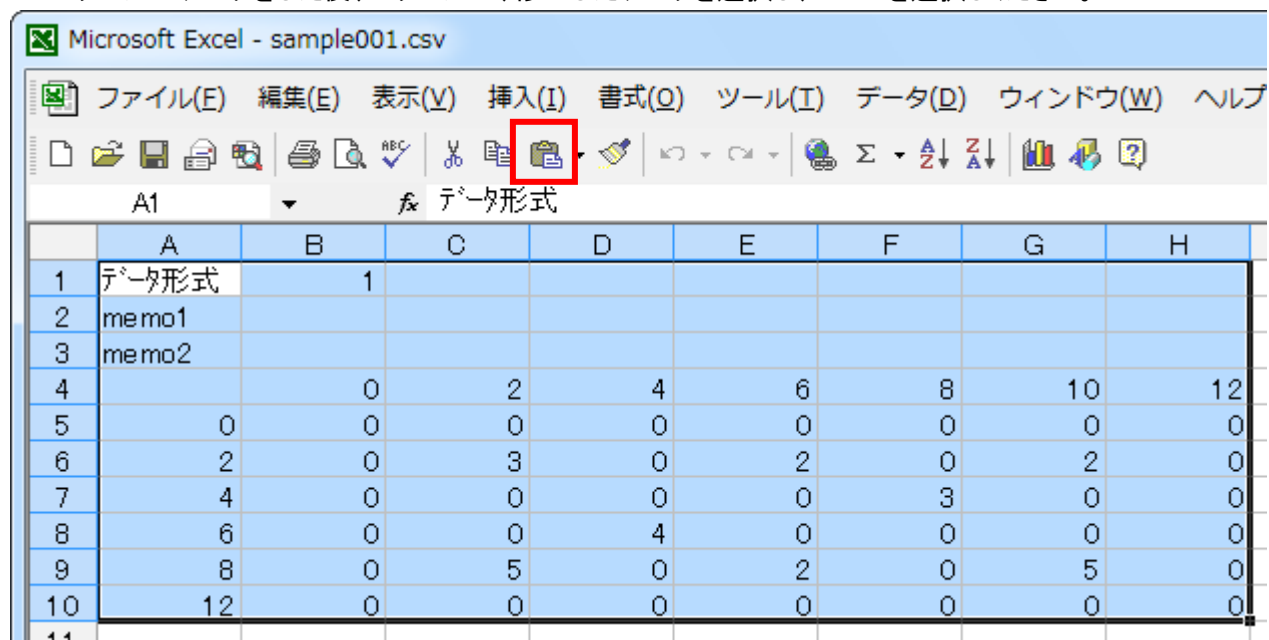 Microsoft Excel - sample001.csv
ファイル(F) 編集(E) 表示(V) 挿入(I) 書式(O) ツール(T) データ(D) ウィンドウ(W) ヘルプ
A1 fx データ形式
A B C D E F G H
1 データ形式 1
2 memo1
3 memo2
4 0 2 4 6 8 10 12
5 0 0 0 0 0 0 0 0
6 2 0 3 0 2 0 2 0
7 4 0 0 0 0 3 0 0
8 6 0 0 4 0 0 0 0
9 8 0 5 0 2 0 5 0
10 12 0 0 0 0 0 0 0